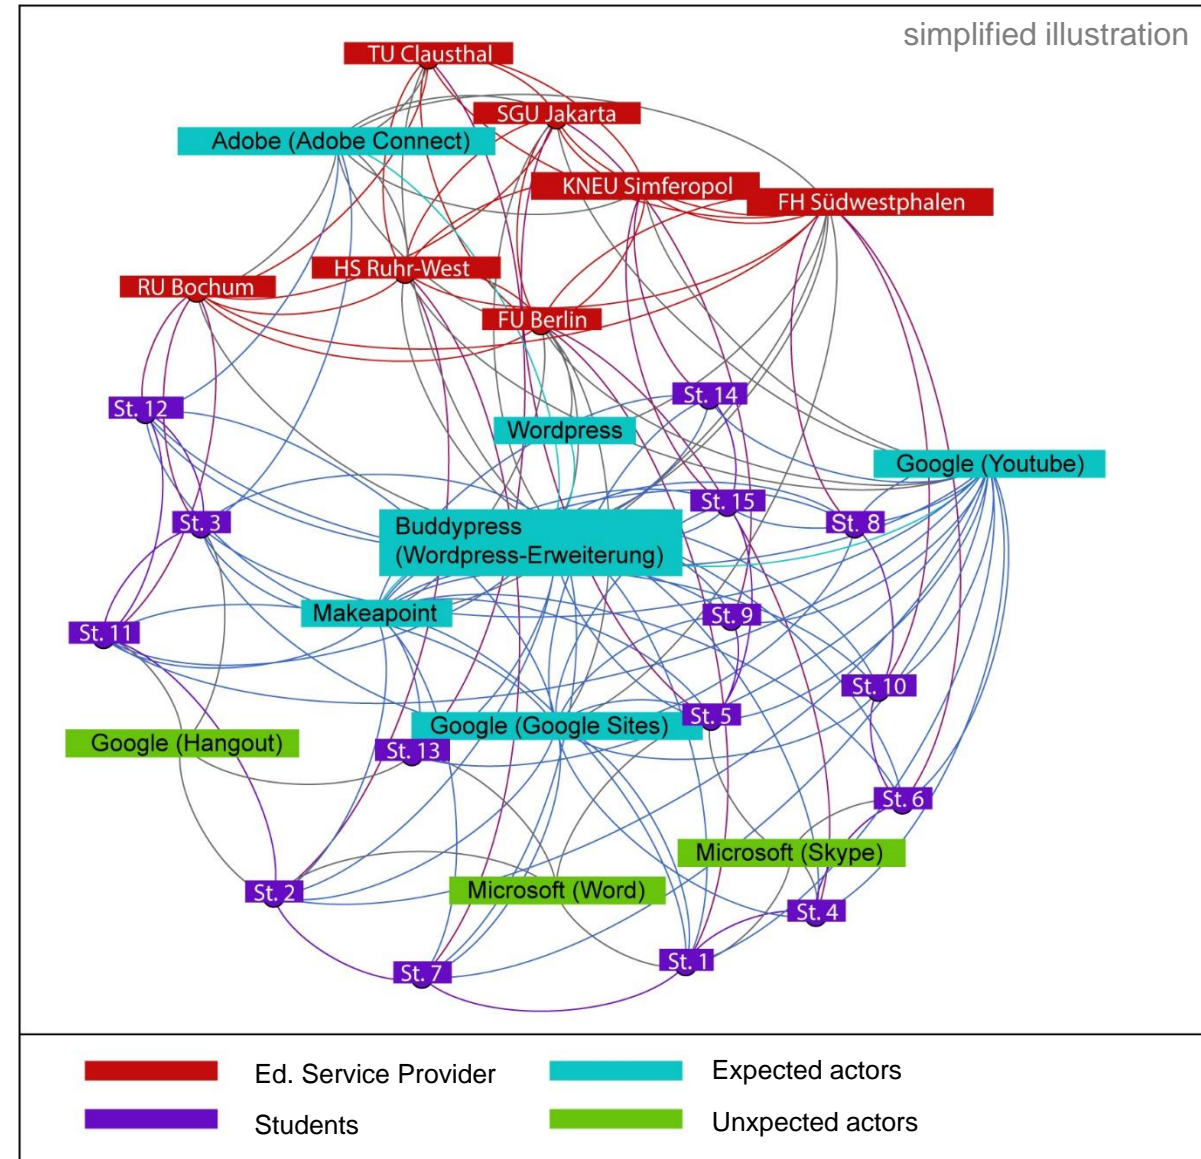 simplified illustration
TU Clausthal
SGU Jakarta
Adobe (Adobe Connect)
KNEU Simferopol
FH Südwestphalen
HS Ruhr-West
RU Bochum
FU Berlin
St. 14
St. 12
Wordpress
Google (Youtube)
St. 15
St. 3
St. 8
Buddypress
(Wordpress-Erweiterung)
Makeapoint
St. 9
St. 11
St. 10
St. 5
Google (Google Sites)
Google (Hangout)
St. 13
St. 6
Microsoft (Skype)
Microsoft (Word)
St. 2
St. 4
St. 1
St. 7
Ed. Service Provider
Expected actors
Students
Unxpected actors